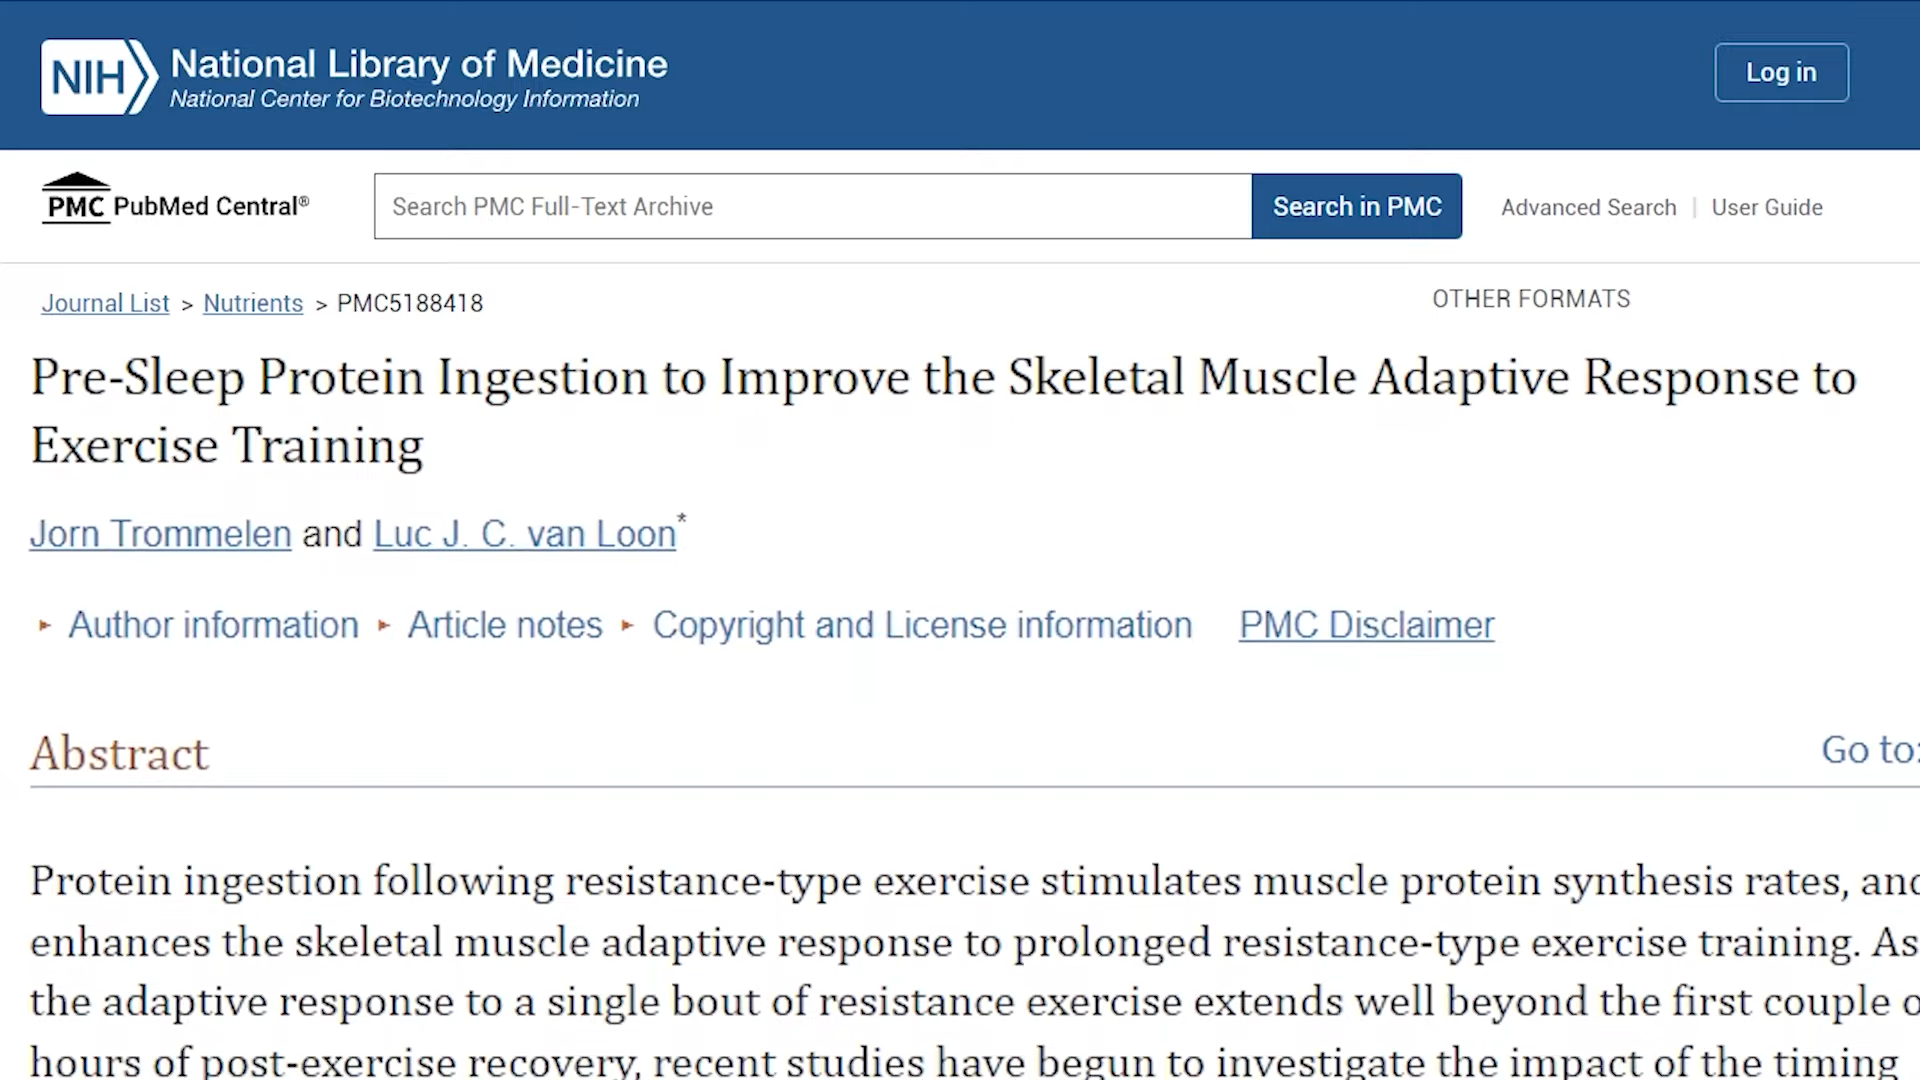 NIH National Library of Medicine
National Center for Biotechnology Information
Log in
PMC PubMed Central®
Search PMC Full-Text Archive
Search in PMC
Advanced Search | User Guide
Journal List > Nutrients > PMC5188418
OTHER FORMATS
Pre-Sleep Protein Ingestion to Improve the Skeletal Muscle Adaptive Response to
Exercise Training
Jorn Trommelen and Luc J. C. van Loon*
▸ Author information ▸ Article notes ▸ Copyright and License information PMC Disclaimer
Abstract
Go to:
Protein ingestion following resistance-type exercise stimulates muscle protein synthesis rates, and
enhances the skeletal muscle adaptive response to prolonged resistance-type exercise training. As
the adaptive response to a single bout of resistance exercise extends well beyond the first couple o
hours of post-exercise recovery, recent studies have begun to investigate the impact of the timing